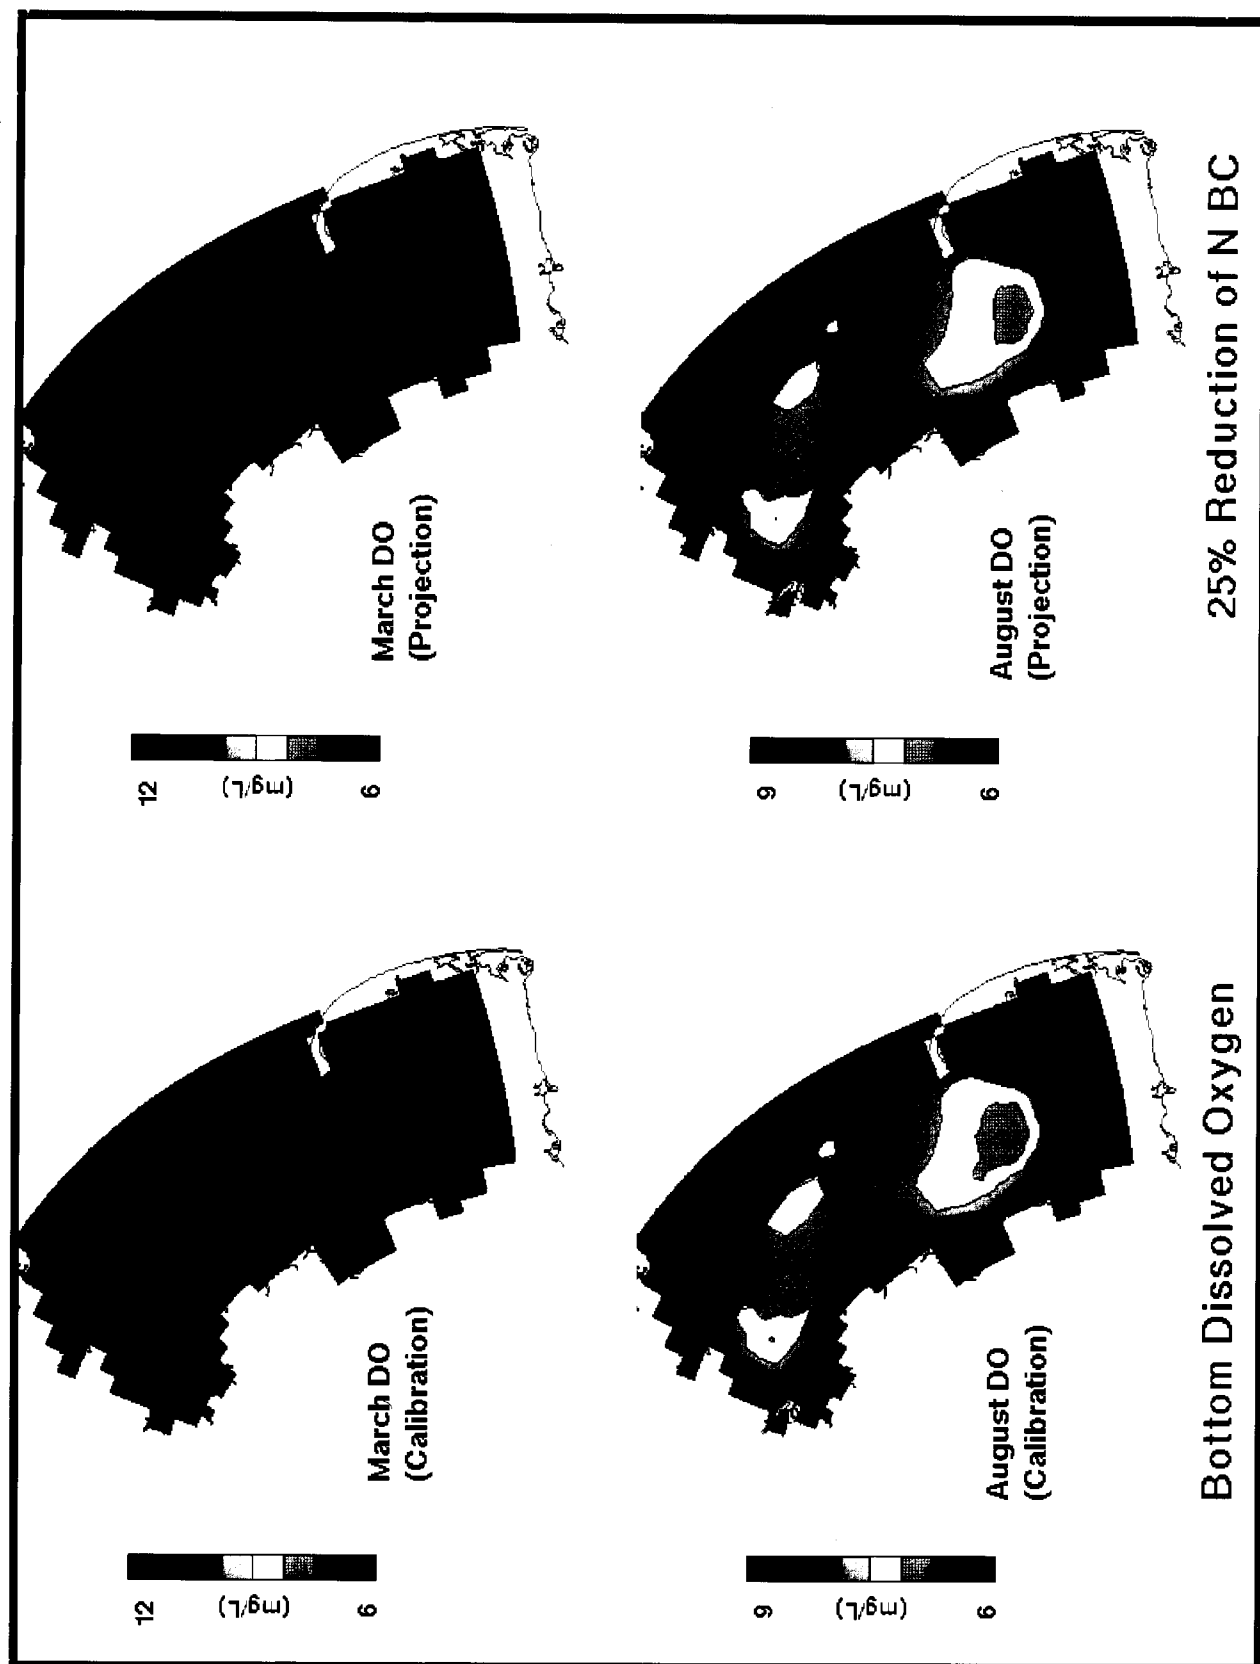 12
(mg/L)
6
March DO
(Calibration)
12
(mg/L)
6
March DO
(Projection)
9
(mg/L)
6
August DO
(Calibration)
9
(mg/L)
6
August DO
(Projection)
Bottom Dissolved Oxygen
25% Reduction of N BC